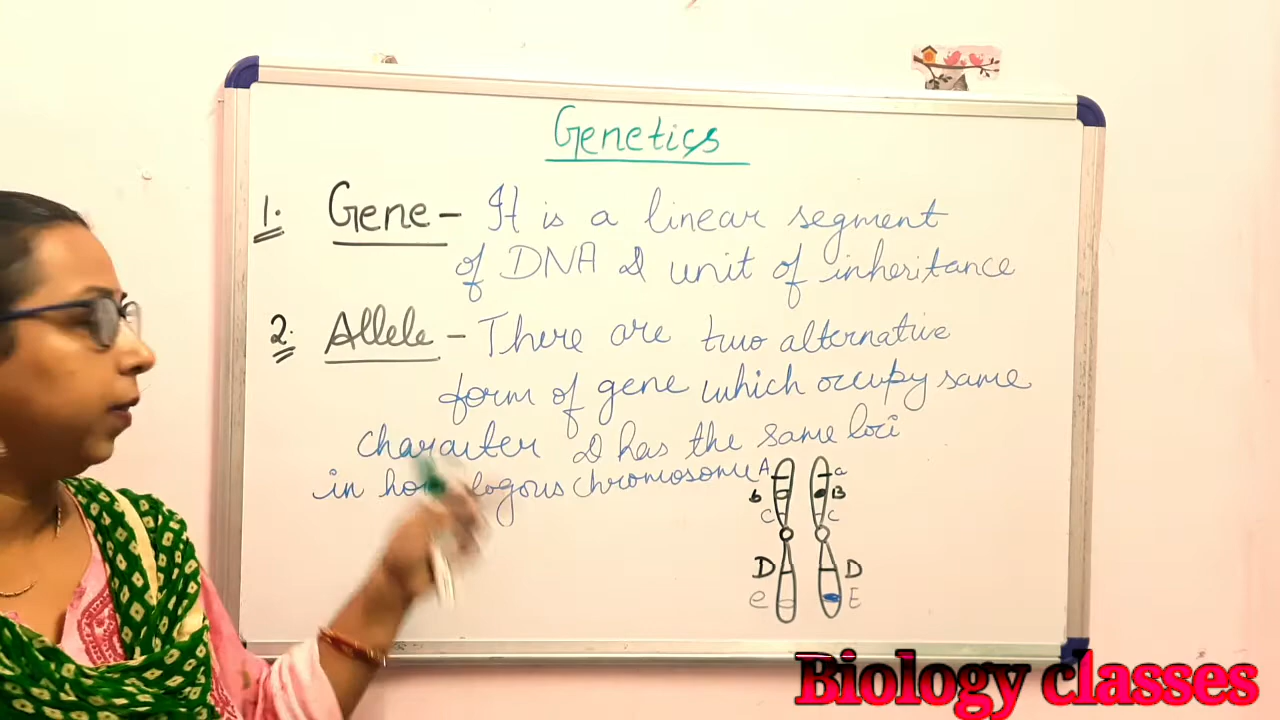 Genetics
1. Gene - It is a linear segment
of DNA & unit of inheritance
2. Allele - There are two alternative
form of gene which occupy same
character & has the same loci
in homologous chromosome
A a
b B
C C
D D
e E
Biology classes